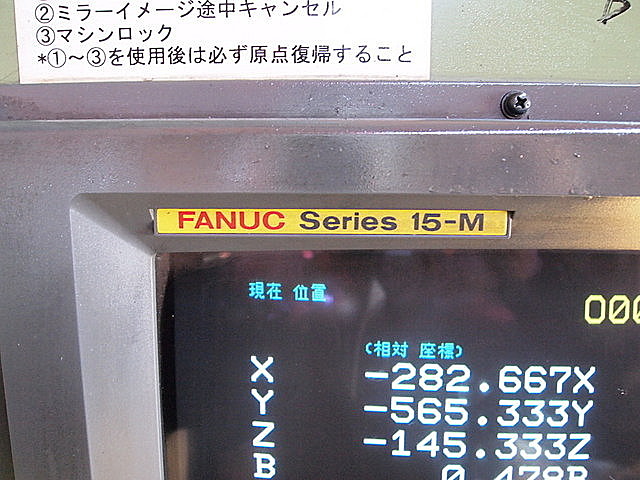 ②ミラーイメージ途中キャンセル
③マシンロック
*①〜③を使用後は必ず原点復帰すること
FANUC Series 15-M
現在 位置
(相対 座標)
X -282.667X
Y -565.333Y
Z -145.333Z
B 0.478B